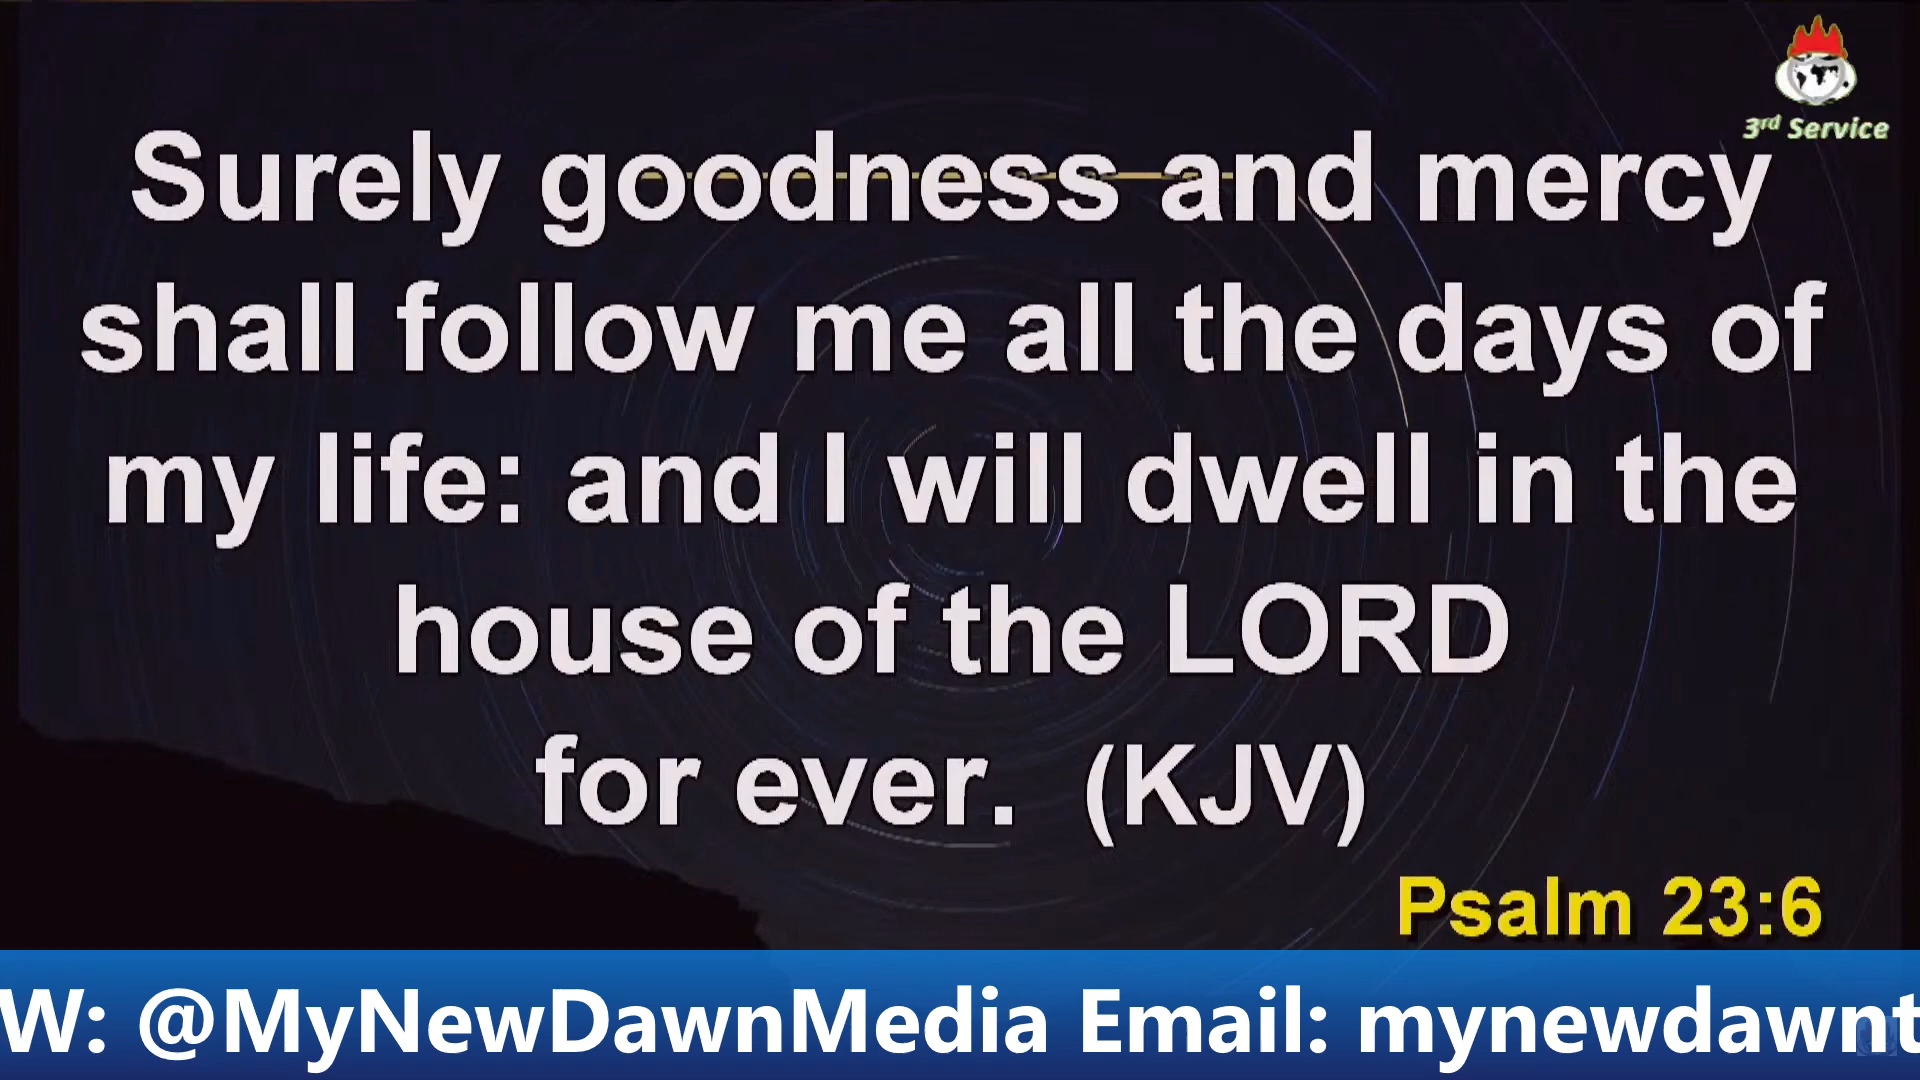 3rd Service
Surely goodness and mercy
shall follow me all the days of
my life: and I will dwell in the
house of the LORD
for ever. (KJV)
Psalm 23:6
W: @MyNewDawnMedia Email: mynewdawnt